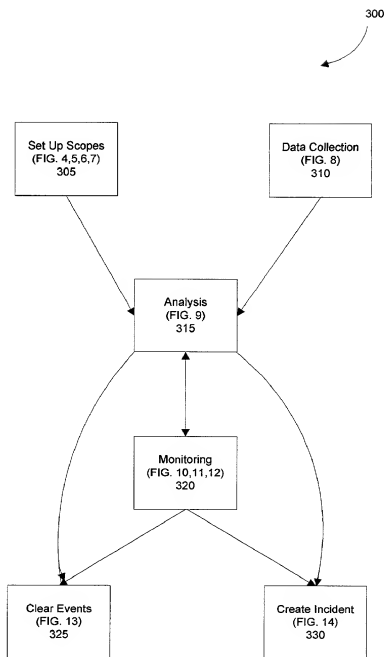 300
Set Up Scopes
(FIG. 4,5,6,7)
305
Data Collection
(FIG. 8)
310
Analysis
(FIG. 9)
315
Monitoring
(FIG. 10,11,12)
320
Clear Events
(FIG. 13)
325
Create Incident
(FIG. 14)
330